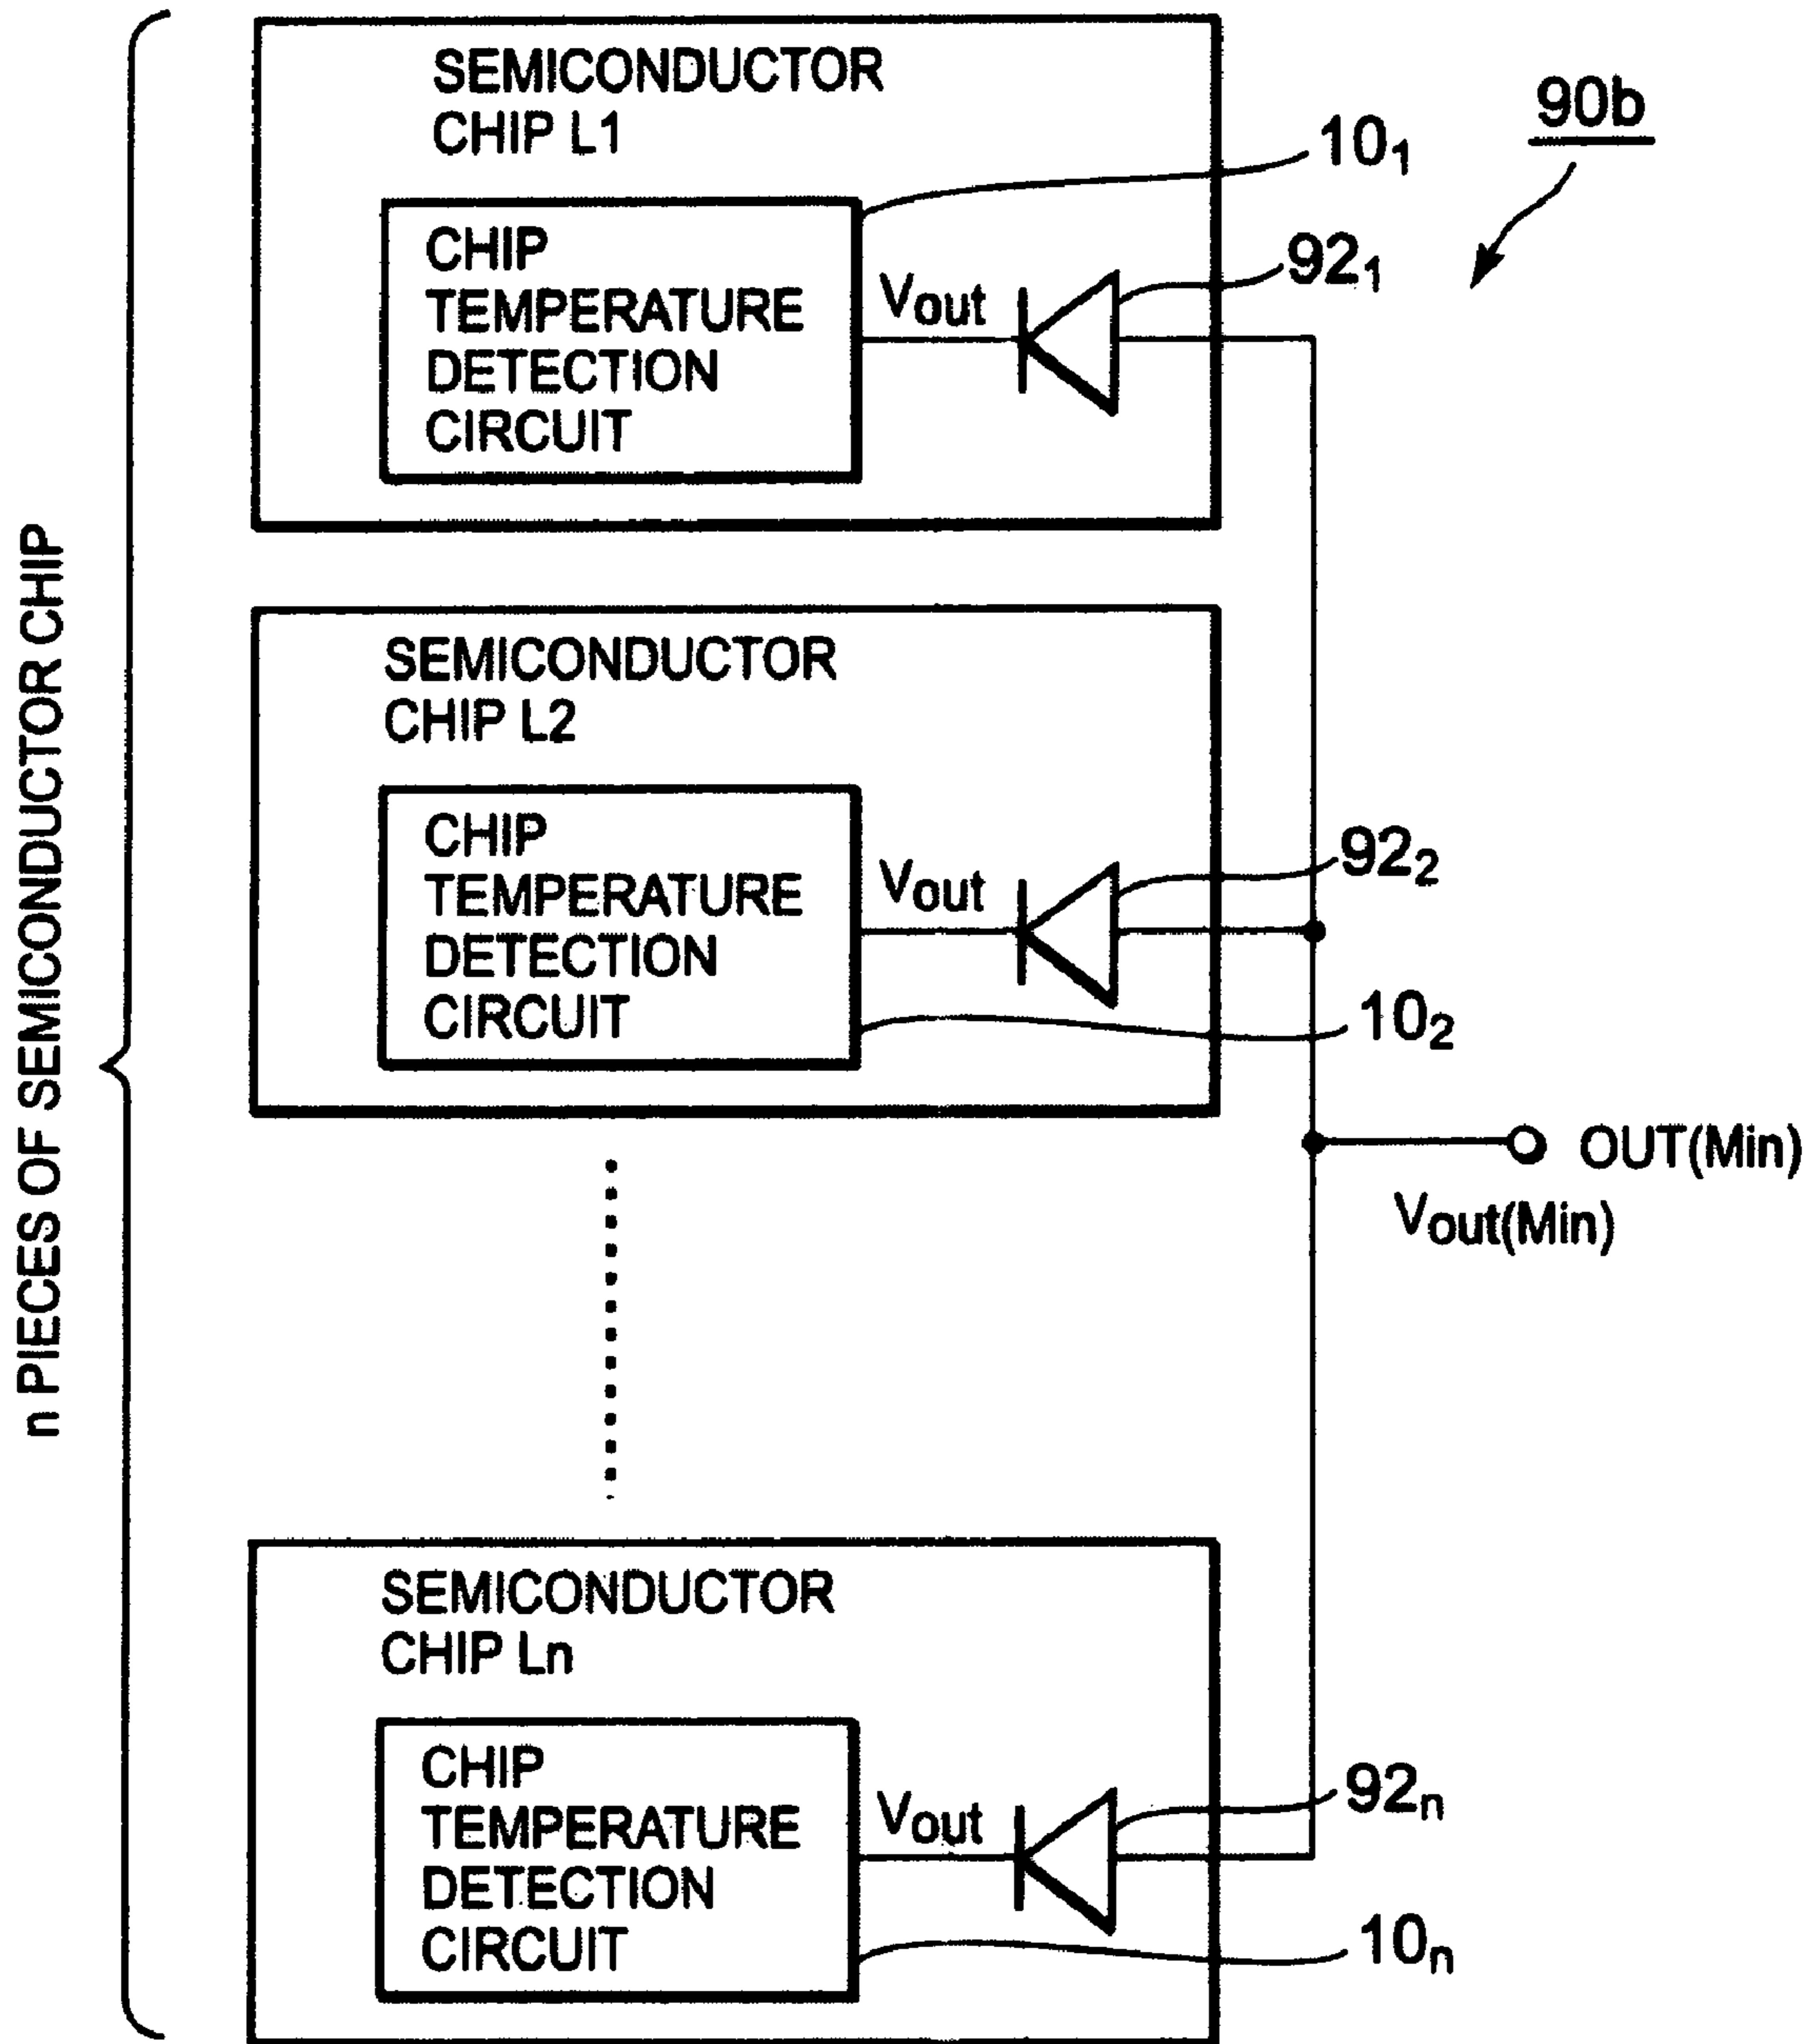 n PIECES OF SEMICONDUCTOR CHIP
SEMICONDUCTOR
CHIP L1
90b
10₁
CHIP
TEMPERATURE
DETECTION
CIRCUIT
Vout
92₁
SEMICONDUCTOR
CHIP L2
CHIP
TEMPERATURE
DETECTION
CIRCUIT
Vout
92₂
10₂
OUT(Min)
Vout(Min)
SEMICONDUCTOR
CHIP Ln
CHIP
TEMPERATURE
DETECTION
CIRCUIT
Vout
92ₙ
10ₙ